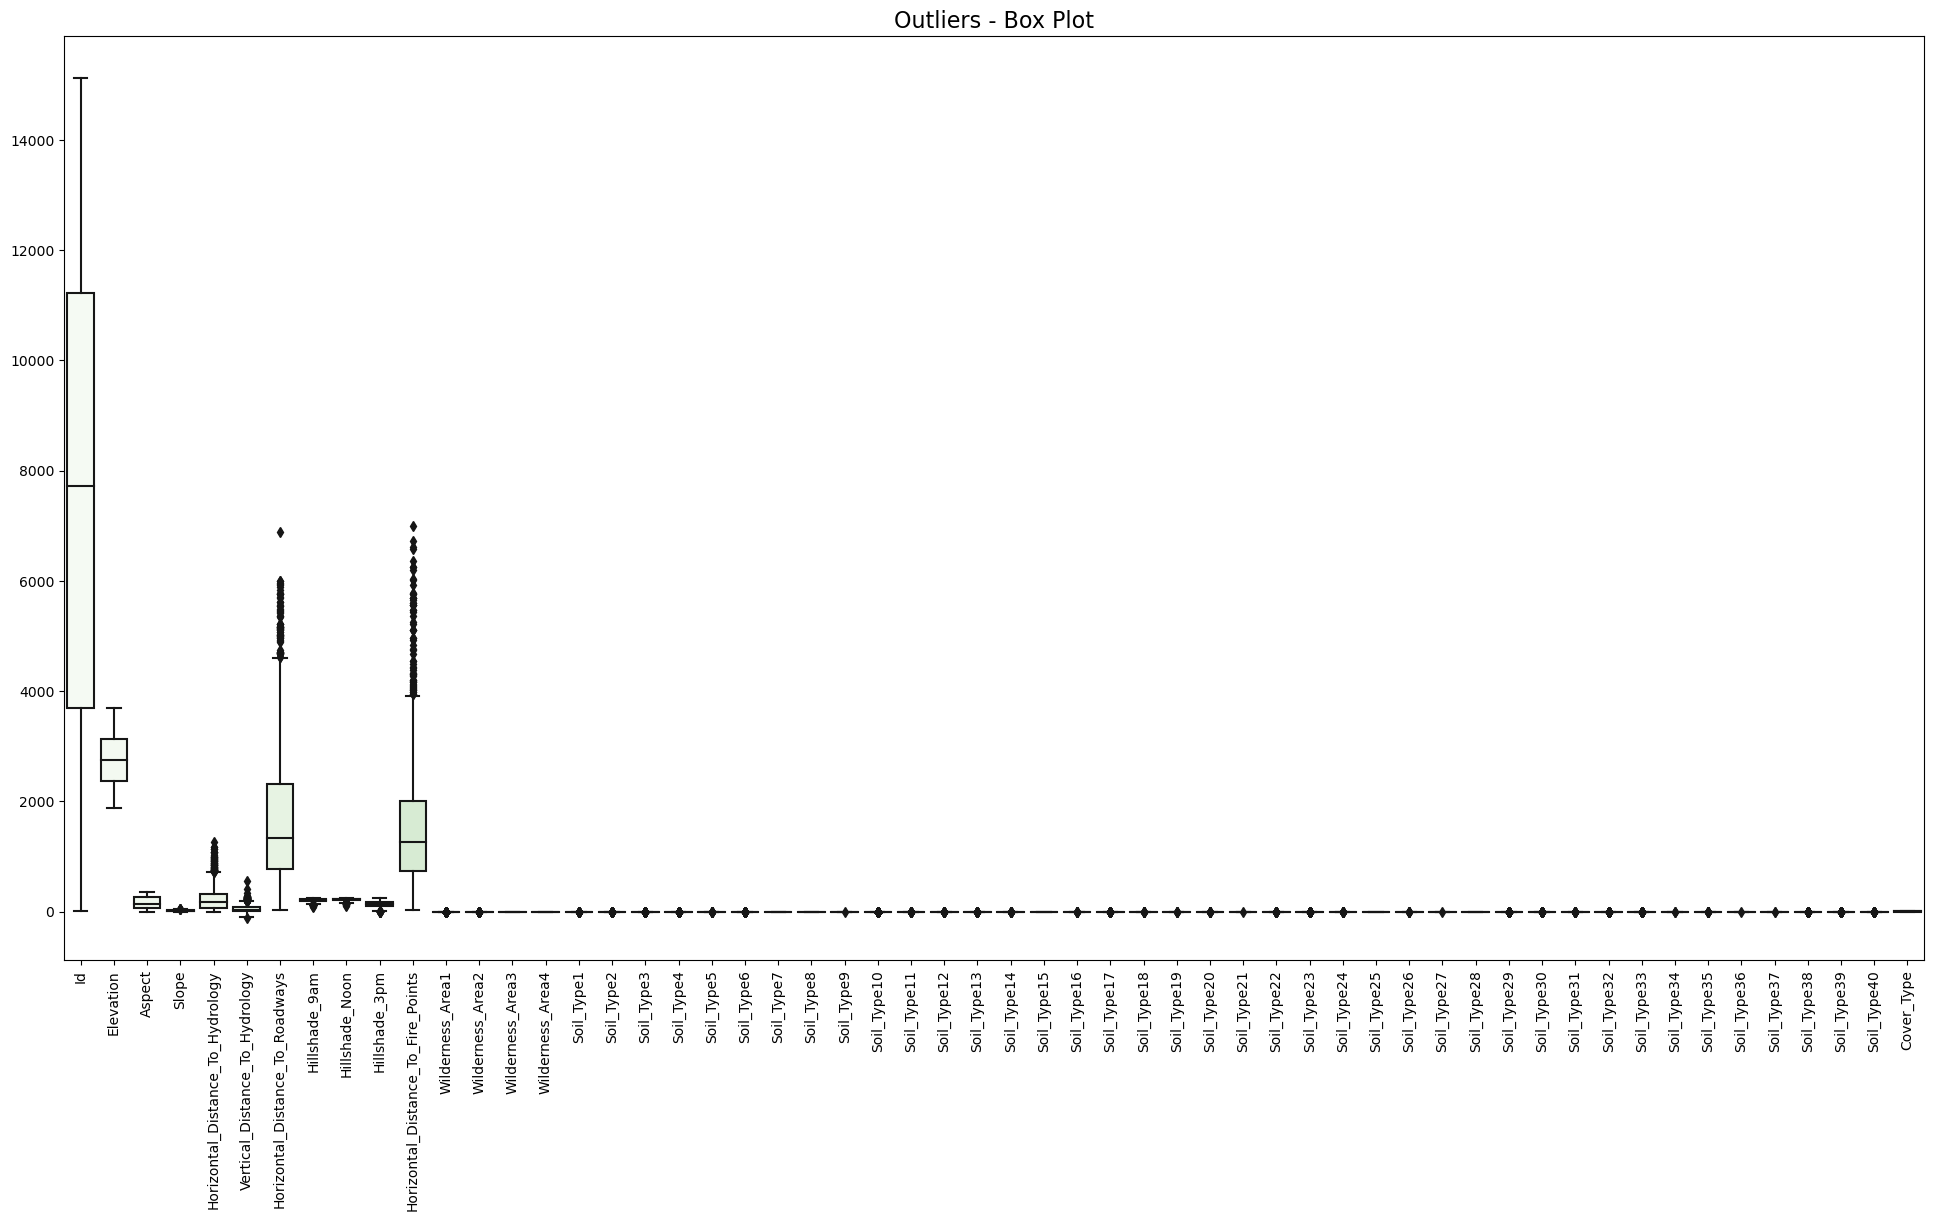 Outliers - Box Plot
14000
12000
10000
8000
6000
4000
2000
0
Id
Elevation
Aspect
Slope
Horizontal_Distance_To_Hydrology
Vertical_Distance_To_Hydrology
Horizontal_Distance_To_Roadways
Hillshade_9am
Hillshade_Noon
Hillshade_3pm
Horizontal_Distance_To_Fire_Points
Wilderness_Area1
Wilderness_Area2
Wilderness_Area3
Wilderness_Area4
Soil_Type1
Soil_Type2
Soil_Type3
Soil_Type4
Soil_Type5
Soil_Type6
Soil_Type7
Soil_Type8
Soil_Type9
Soil_Type10
Soil_Type11
Soil_Type12
Soil_Type13
Soil_Type14
Soil_Type15
Soil_Type16
Soil_Type17
Soil_Type18
Soil_Type19
Soil_Type20
Soil_Type21
Soil_Type22
Soil_Type23
Soil_Type24
Soil_Type25
Soil_Type26
Soil_Type27
Soil_Type28
Soil_Type29
Soil_Type30
Soil_Type31
Soil_Type32
Soil_Type33
Soil_Type34
Soil_Type35
Soil_Type36
Soil_Type37
Soil_Type38
Soil_Type39
Soil_Type40
Cover_Type